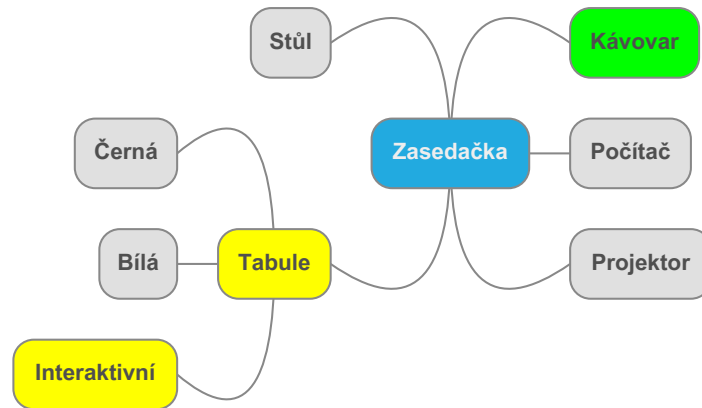 Stůl
Kávovar
Černá
Zasedačka
Počítač
Bílá
Tabule
Projektor
Interaktivní